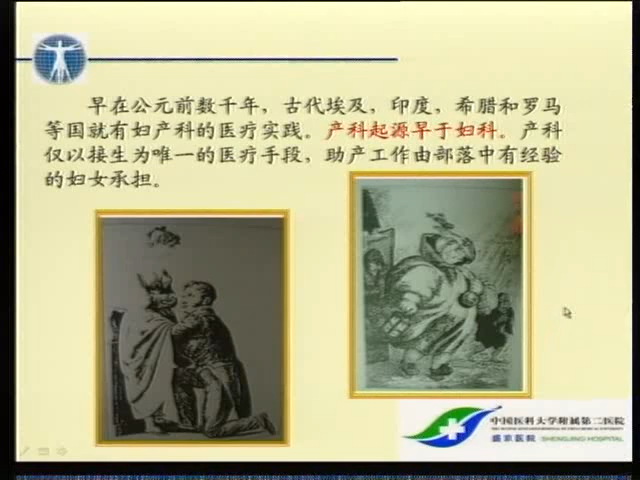 早在公元前数千年，古代埃及，印度，希腊和罗马
等国就有妇产科的医疗实践。产科起源早于妇科。产科
仅以接生为唯一的医疗手段，助产工作由部落中有经验
的妇女承担。
中国医科大学附属第二医院
盛京医院 SHENGJING HOSPITAL